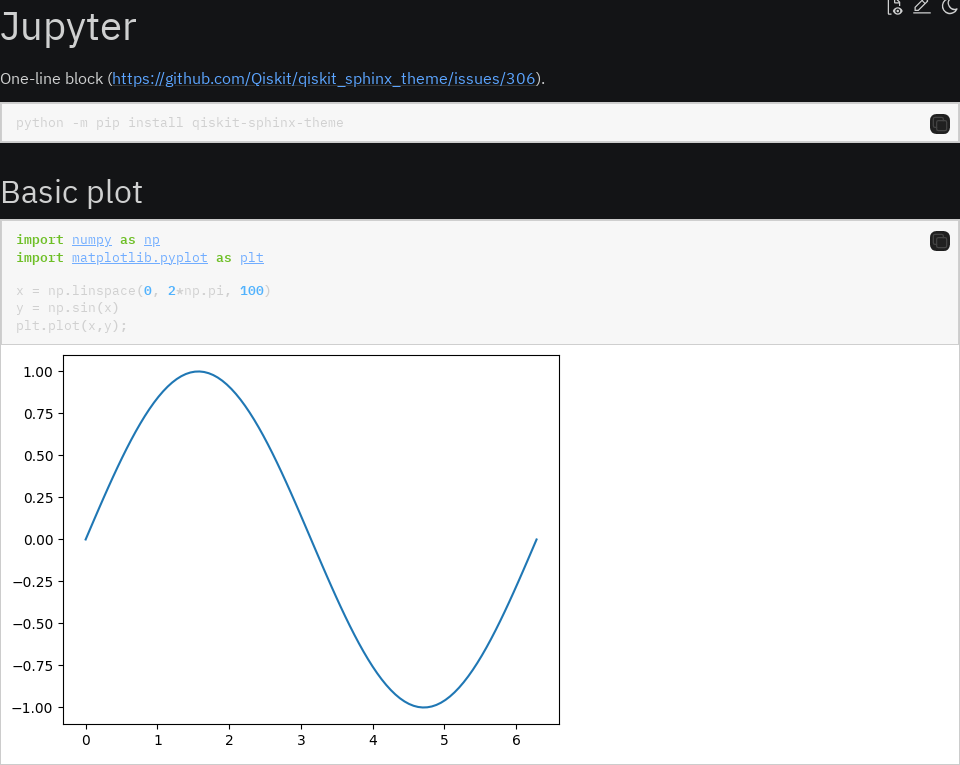 Jupyter
One-line block (https://github.com/Qiskit/qiskit_sphinx_theme/issues/306).
python -m pip install qiskit-sphinx-theme
Basic plot
import numpy as np
import matplotlib.pyplot as plt
x = np.linspace(0, 2*np.pi, 100)
y = np.sin(x)
plt.plot(x,y);
1.00
0.75
0.50
0.25
0.00
−0.25
−0.50
−0.75
−1.00
0 1 2 3 4 5 6